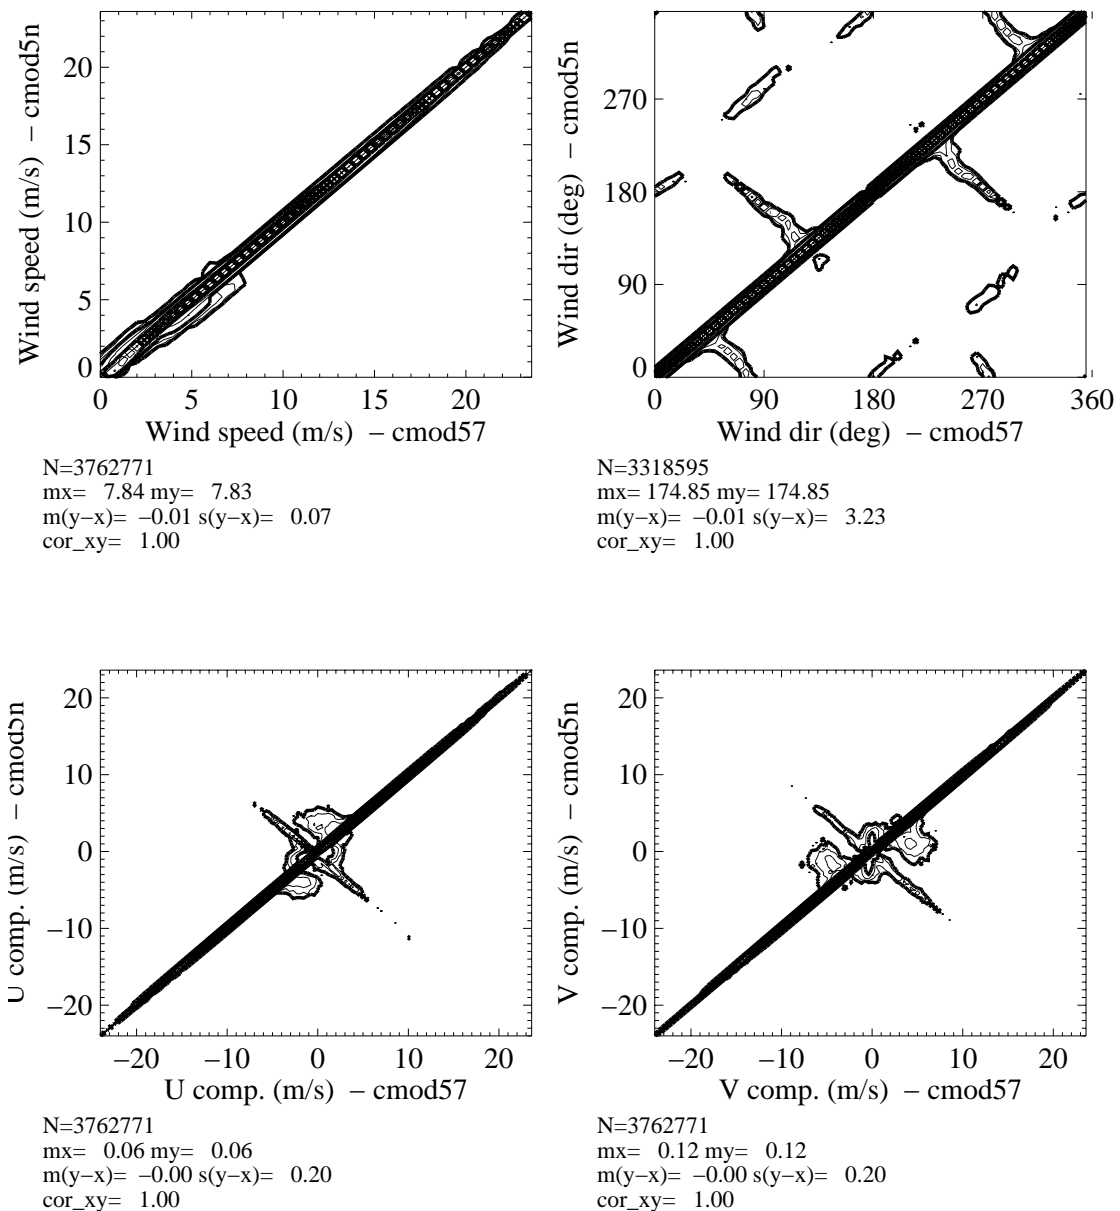 Wind speed (m/s) − cmod5n
20
15
10
5
0
0 5 10 15 20
Wind speed (m/s) − cmod57
N=3762771
mx= 7.84 my= 7.83
m(y−x)= −0.01 s(y−x)= 0.07
cor_xy= 1.00
Wind dir (deg) − cmod5n
270
180
90
0
0 90 180 270 360
Wind dir (deg) − cmod57
N=3318595
mx= 174.85 my= 174.85
m(y−x)= −0.01 s(y−x)= 3.23
cor_xy= 1.00
U comp. (m/s) − cmod5n
20
10
0
−10
−20
−20 −10 0 10 20
U comp. (m/s) − cmod57
N=3762771
mx= 0.06 my= 0.06
m(y−x)= −0.00 s(y−x)= 0.20
cor_xy= 1.00
V comp. (m/s) − cmod5n
20
10
0
−10
−20
−20 −10 0 10 20
V comp. (m/s) − cmod57
N=3762771
mx= 0.12 my= 0.12
m(y−x)= −0.00 s(y−x)= 0.20
cor_xy= 1.00